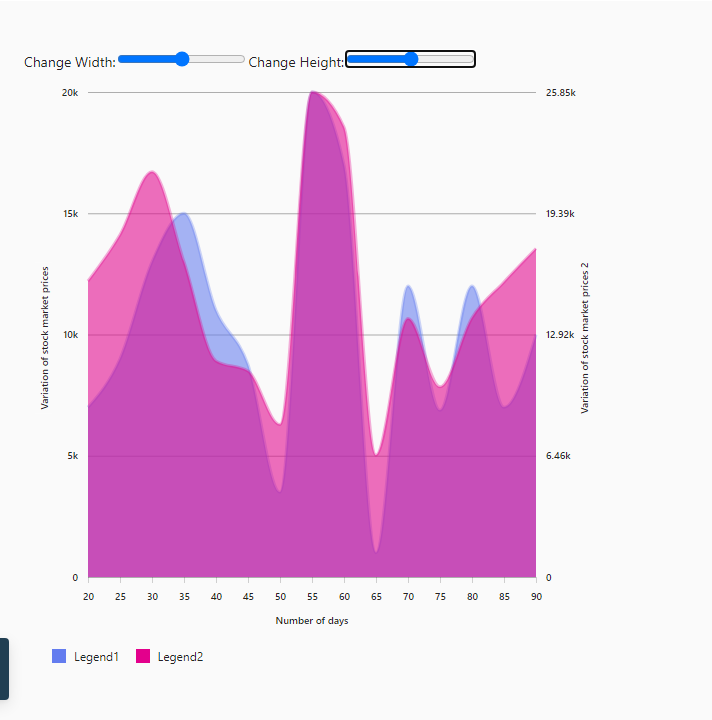 Change Width: Change Height:
20k 25.85k
15k 19.39k
10k 12.92k
5k 6.46k
0 0
Variation of stock market prices
Variation of stock market prices 2
20 25 30 35 40 45 50 55 60 65 70 75 80 85 90
Number of days
Legend1 Legend2